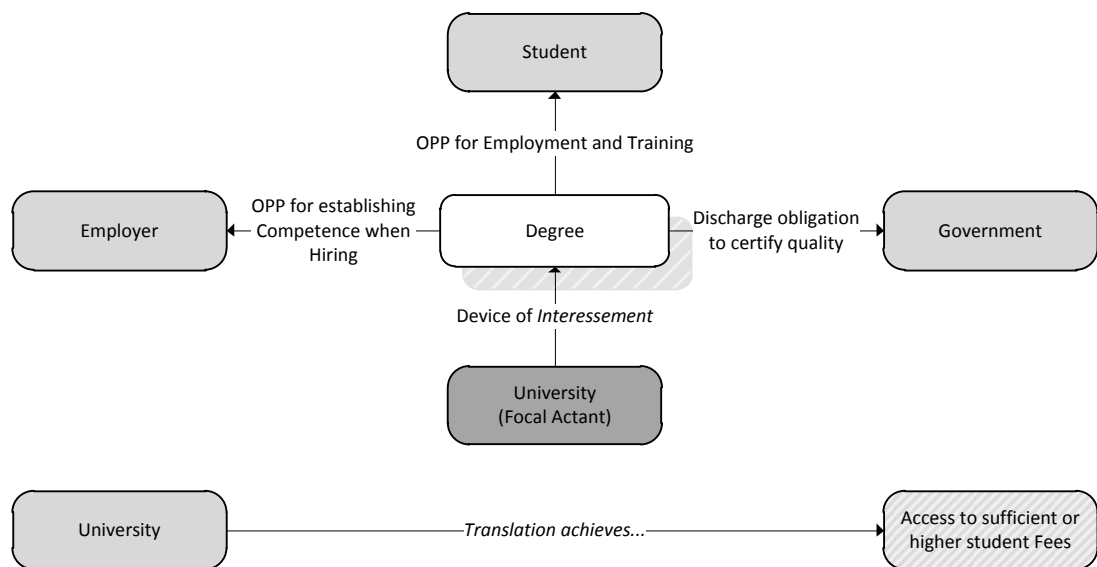 Student
OPP for Employment and Training
Employer
OPP for establishing
Competence when
Hiring
Degree
Discharge obligation
to certify quality
Government
Device of Interessement
University
(Focal Actant)
University
Translation achieves...
Access to sufficient or
higher student Fees